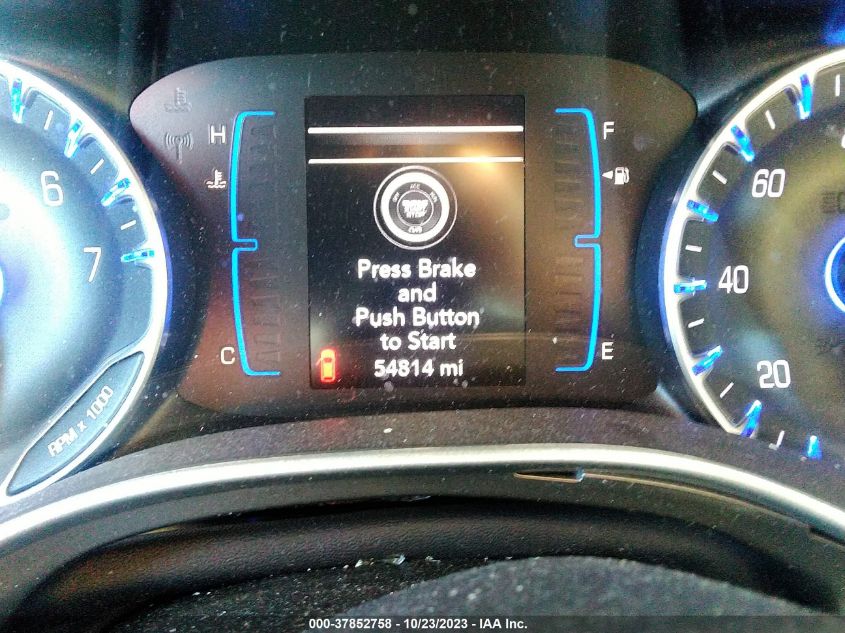 H
F
6
7
60
40
20
Press Brake
and
Push Button
to Start
54814 mi
C
E
RPM x 1000
000-37852758 - 10/23/2023 - IAA Inc.